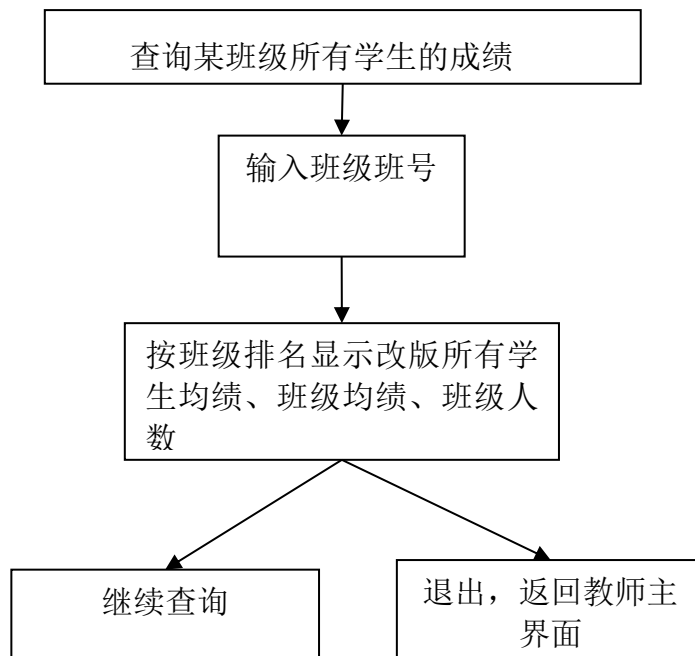 查询某班级所有学生的成绩
输入班级班号
按班级排名显示改版所有学
生均绩、班级均绩、班级人
数
继续查询
退出，返回教师主
界面